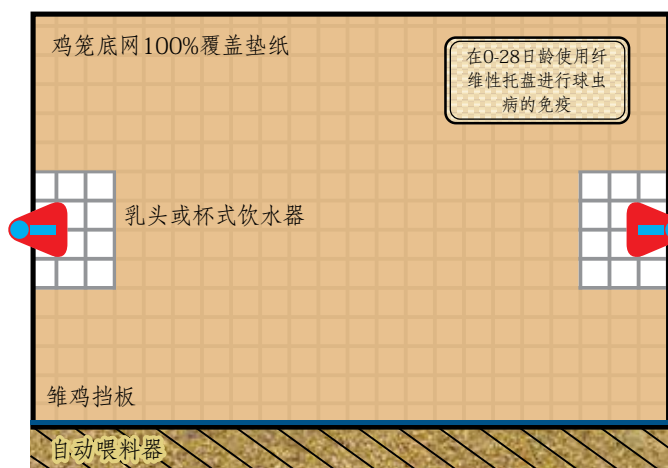 鸡笼底网100%覆盖垫纸
在0-28日龄使用纤
维性托盘进行球虫
病的免疫
乳头或杯式饮水器
雏鸡挡板
自动喂料器